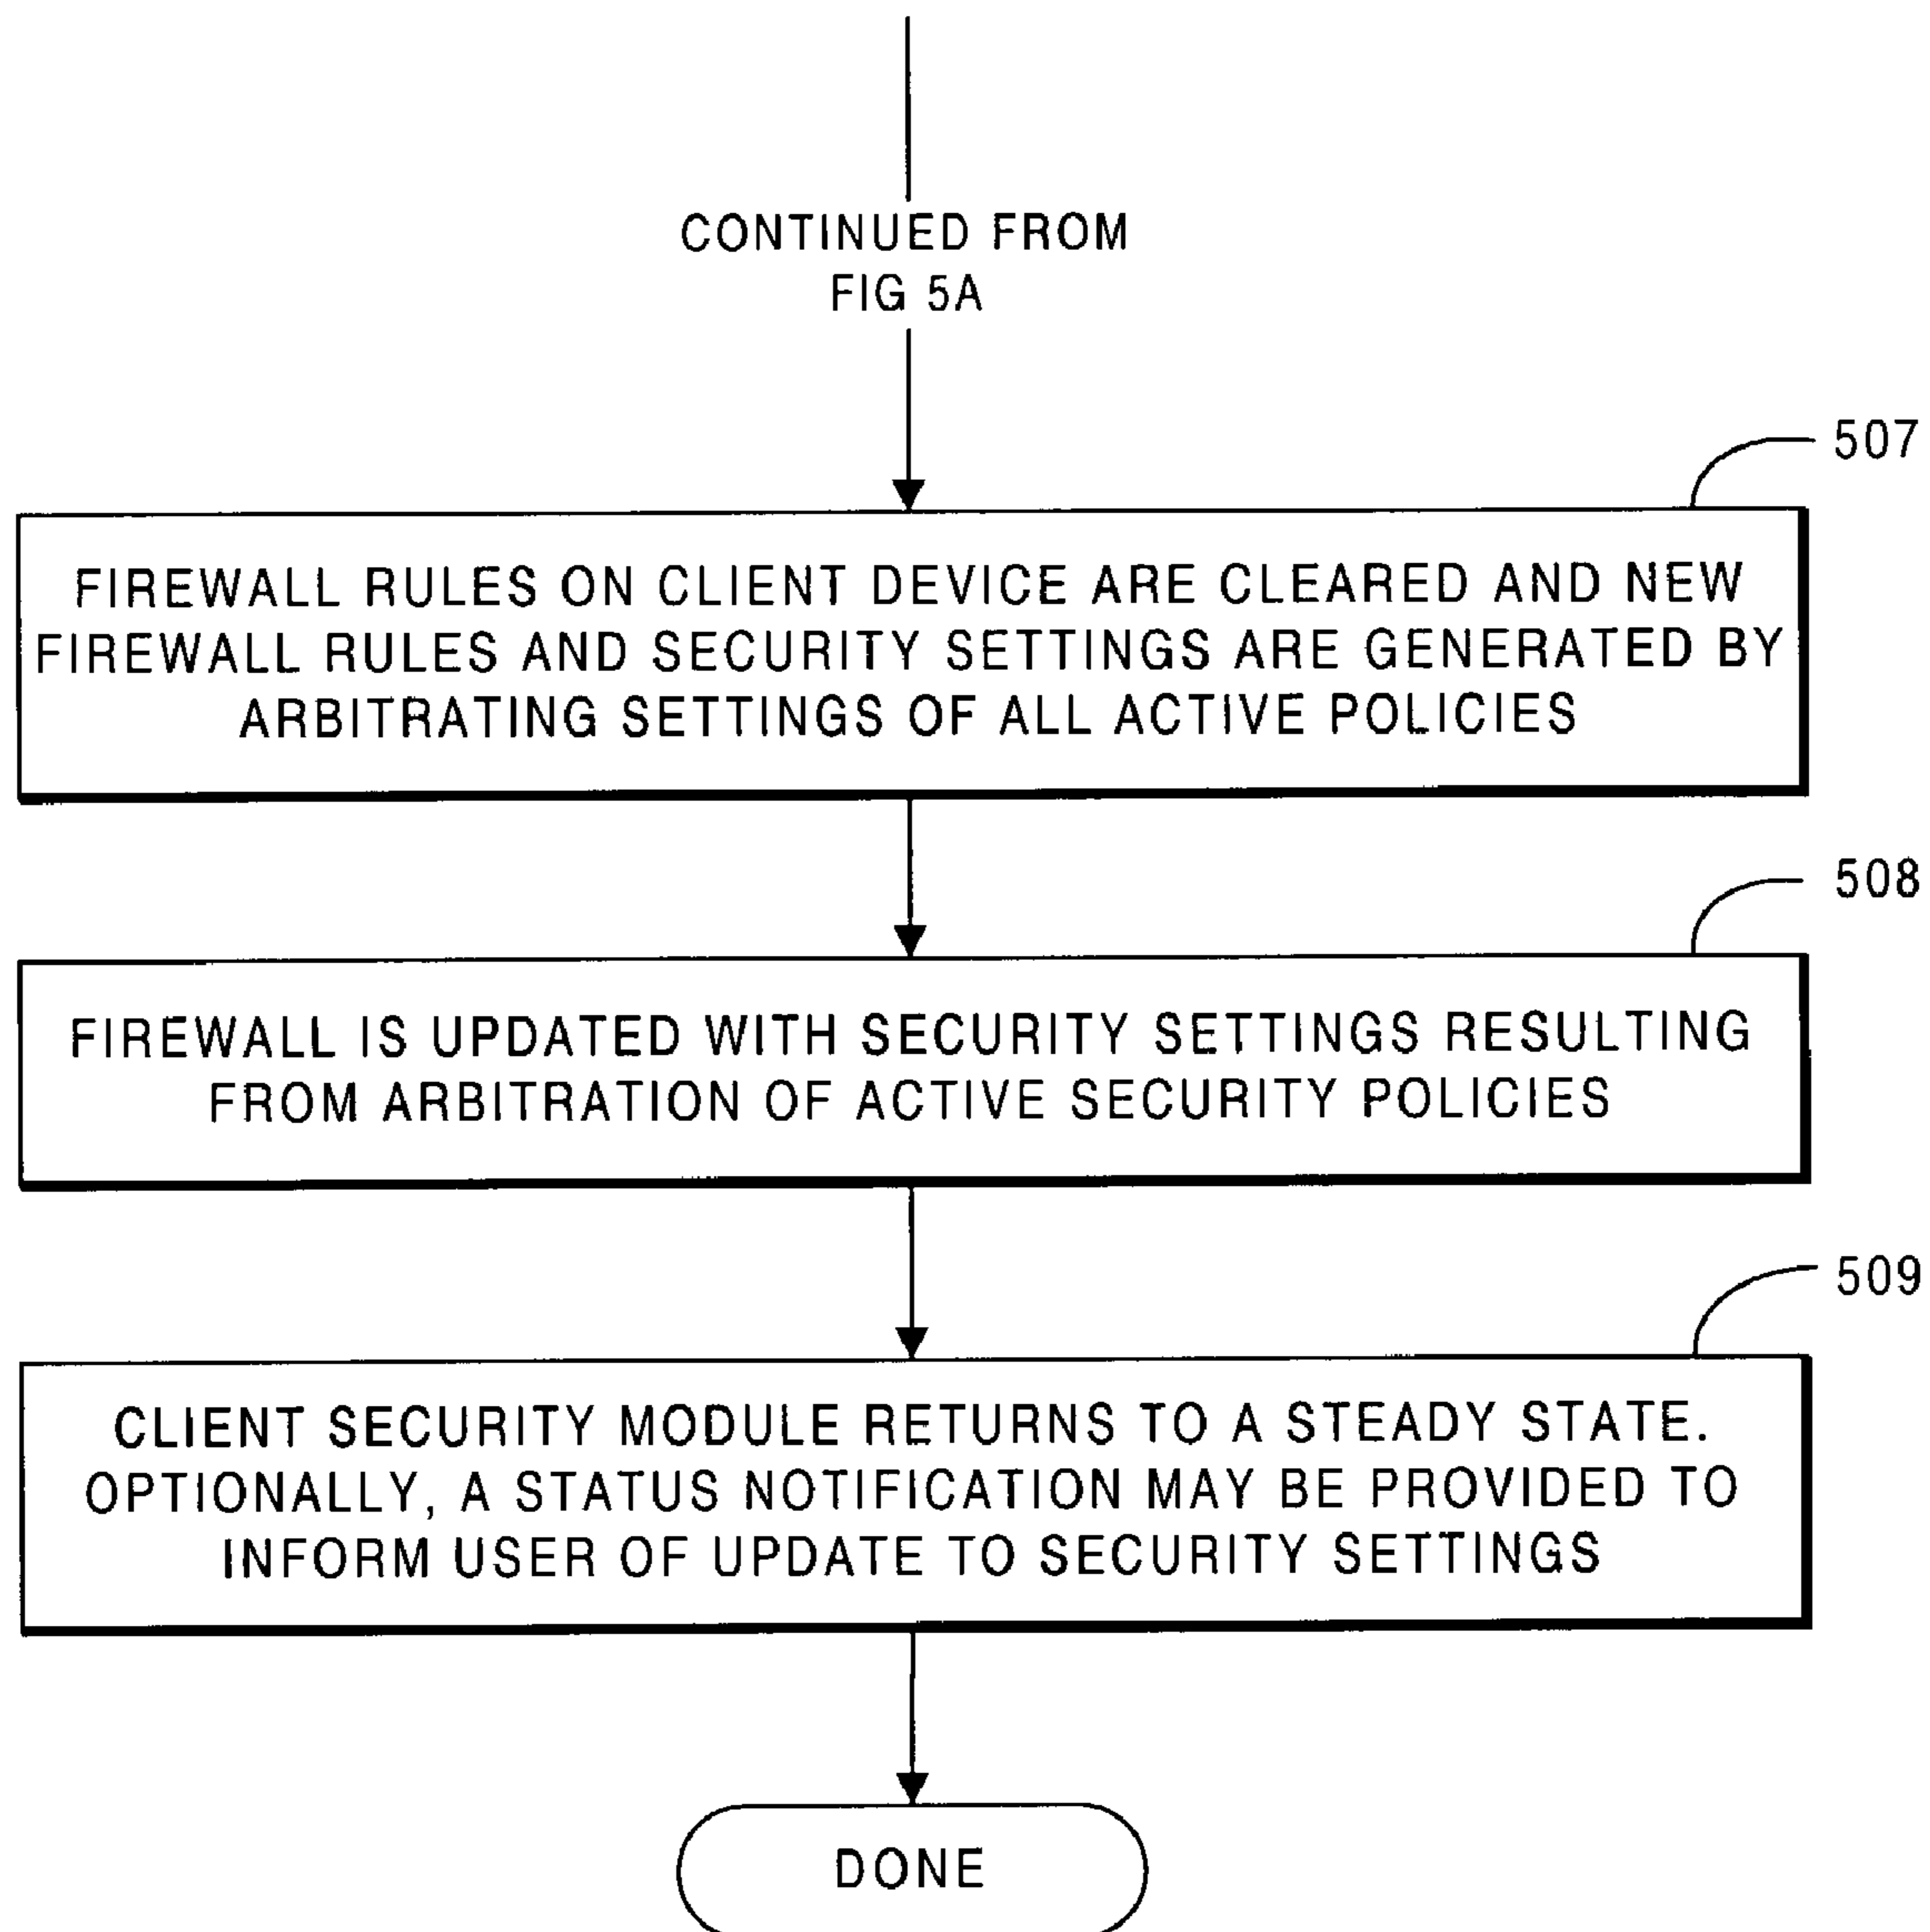 CONTINUED FROM
FIG 5A
507
FIREWALL RULES ON CLIENT DEVICE ARE CLEARED AND NEW
FIREWALL RULES AND SECURITY SETTINGS ARE GENERATED BY
ARBITRATING SETTINGS OF ALL ACTIVE POLICIES
508
FIREWALL IS UPDATED WITH SECURITY SETTINGS RESULTING
FROM ARBITRATION OF ACTIVE SECURITY POLICIES
509
CLIENT SECURITY MODULE RETURNS TO A STEADY STATE.
OPTIONALLY, A STATUS NOTIFICATION MAY BE PROVIDED TO
INFORM USER OF UPDATE TO SECURITY SETTINGS
DONE